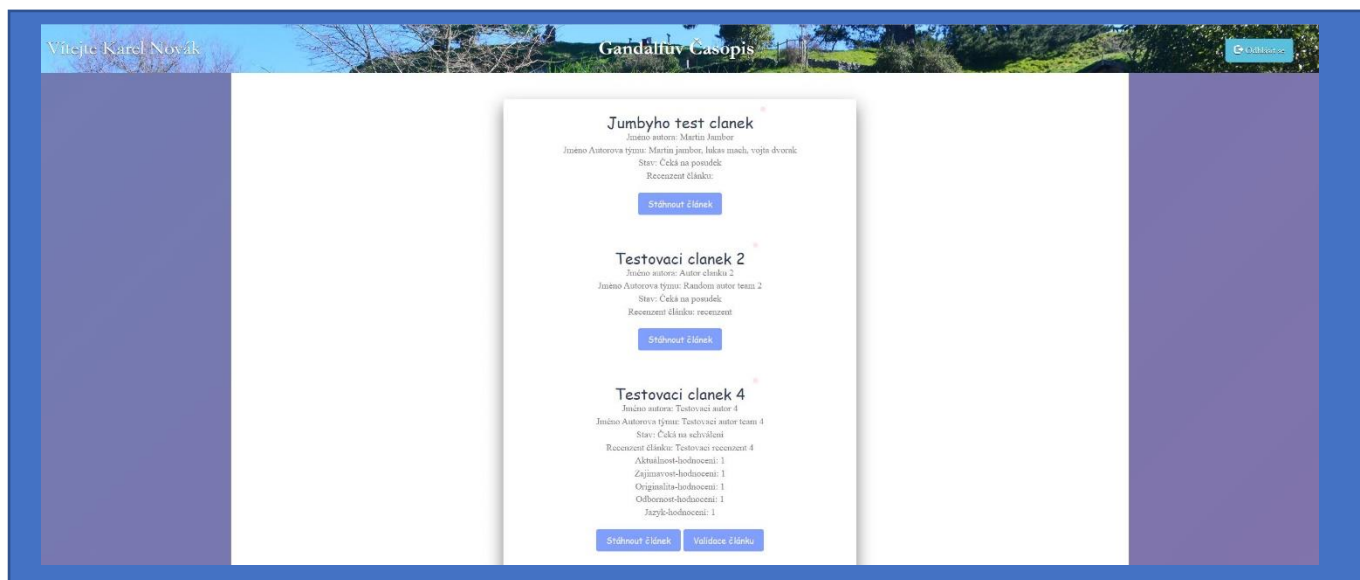 Vítejte Karel Novák
Gandalfův Časopis
Odhlásit se
Jumbyho test clanek
Jméno autora: Martin Jambor
Jméno Autorova týmu: Martin jambor, lukas mach, vojta dvorak
Stav: Čeká na posudek
Recenzent článku:
Stáhnout článek
Testovaci clanek 2
Jméno autora: Autor clanku 2
Jméno Autorova týmu: Random autor team 2
Stav: Čeká na posudek
Recenzent článku: recenzent
Stáhnout článek
Testovaci clanek 4
Jméno autora: Testovaci autor 4
Jméno Autorova týmu: Testovaci autor team 4
Stav: Čeká na schválení
Recenzent článku: Testovaci recenzent 4
Aktuálnost-hodnocení: 1
Zajímavost-hodnocení: 1
Originalita-hodnocení: 1
Odbornost-hodnocení: 1
Jazyk-hodnocení: 1
Stáhnout článek Validace článku